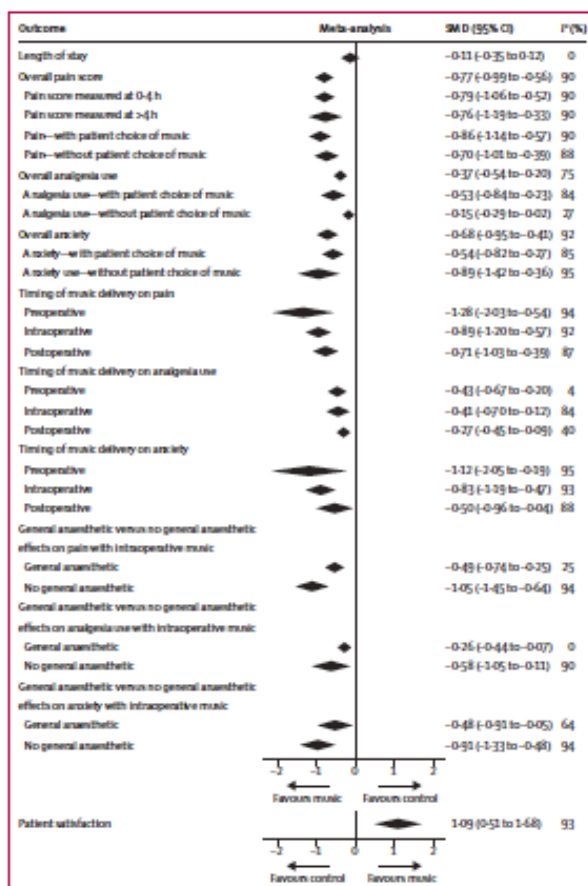 Outcome Meta-analysis SMD (95% CI) I²(%)
Length of stay −0·11 (−0·35 to 0·12) 0
Overall pain score −0·77 (−0·99 to −0·56) 90
Pain score measured at 0-4 h −0·79 (−1·06 to −0·52) 90
Pain score measured at >4 h −0·76 (−1·19 to −0·33) 90
Pain—with patient choice of music −0·86 (−1·14 to −0·57) 90
Pain—without patient choice of music −0·70 (−1·01 to −0·39) 88
Overall analgesia use −0·37 (−0·54 to −0·20) 75
Analgesia use—with patient choice of music −0·53 (−0·84 to −0·23) 84
Analgesia use—without patient choice of music −0·15 (−0·29 to −0·02) 27
Overall anxiety −0·68 (−0·95 to −0·41) 92
Anxiety—with patient choice of music −0·54 (−0·82 to −0·27) 85
Anxiety use—without patient choice of music −0·89 (−1·42 to −0·36) 95
Timing of music delivery on pain
Preoperative −1·28 (−2·03 to −0·54) 94
Intraoperative −0·89 (−1·20 to −0·57) 92
Postoperative −0·71 (−1·03 to −0·39) 87
Timing of music delivery on analgesia use
Preoperative −0·43 (−0·67 to −0·20) 4
Intraoperative −0·41 (−0·70 to −0·12) 84
Postoperative −0·27 (−0·45 to −0·09) 40
Timing of music delivery on anxiety
Preoperative −1·12 (−2·05 to −0·19) 95
Intraoperative −0·83 (−1·19 to −0·47) 93
Postoperative −0·50 (−0·96 to −0·04) 88
General anaesthetic versus no general anaesthetic
effects on pain with intraoperative music
General anaesthetic −0·49 (−0·74 to −0·25) 25
No general anaesthetic −1·05 (−1·45 to −0·64) 94
General anaesthetic versus no general anaesthetic
effects on analgesia use with intraoperative music
General anaesthetic −0·26 (−0·44 to −0·07) 0
No general anaesthetic −0·58 (−1·05 to −0·11) 90
General anaesthetic versus no general anaesthetic
effects on anxiety with intraoperative music
General anaesthetic −0·48 (−0·91 to −0·05) 64
No general anaesthetic −0·91 (−1·33 to −0·48) 94
−2 −1 0 1 2
Favours music Favours control
Patient satisfaction 1·09 (0·51 to 1·68) 93
−2 −1 0 1 2
Favours control Favours music